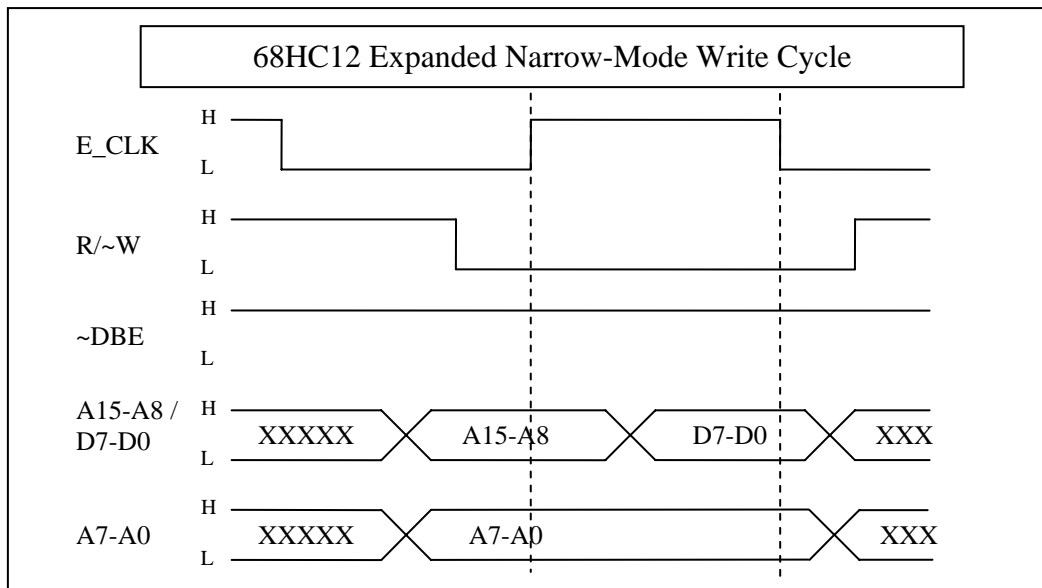 68HC12 Expanded Narrow-Mode Write Cycle
H
E_CLK
L
H
R/~W
L
H
~DBE
L
A15-A8 / H
D7-D0 XXXXX A15-A8 D7-D0 XXX
L
H
A7-A0 XXXXX A7-A0 XXX
L